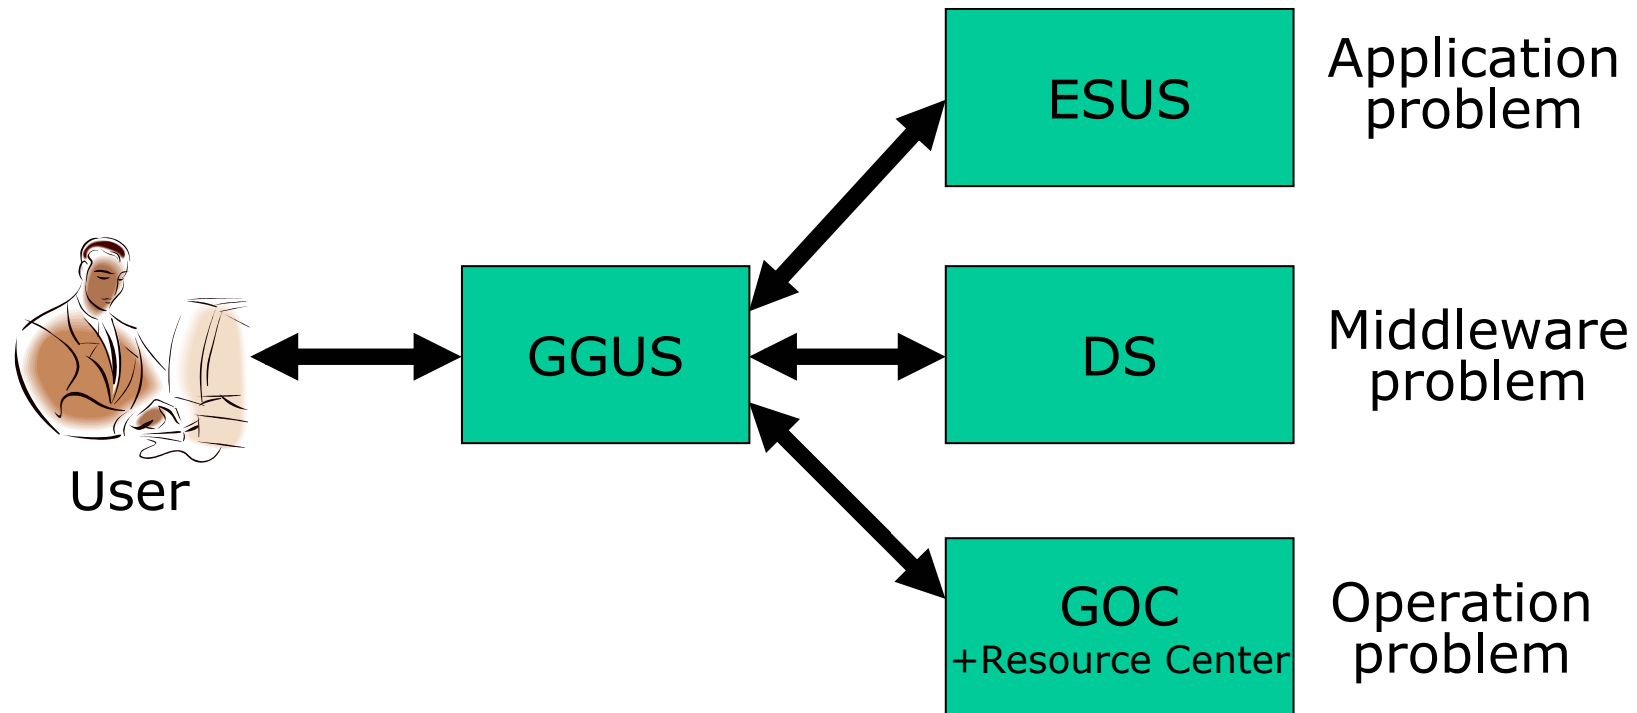 ESUS
Application
problem
User
GGUS
DS
Middleware
problem
GOC
+Resource Center
Operation
problem